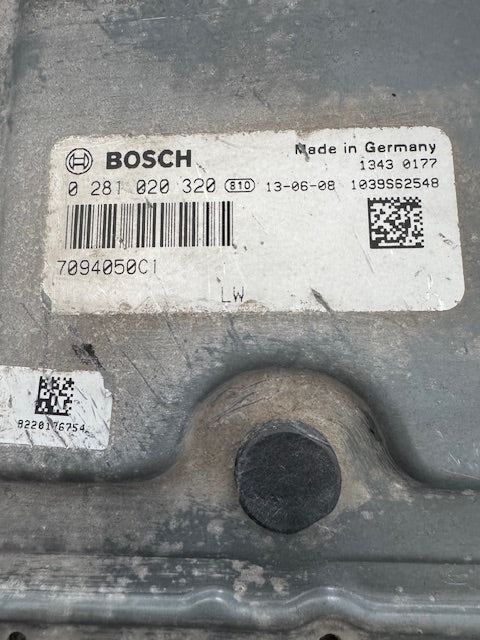 BOSCH
Made in Germany
1343 0177
0 281 020 320 810 13-06-08 1039S62548
7094050C1
LW
8220176754